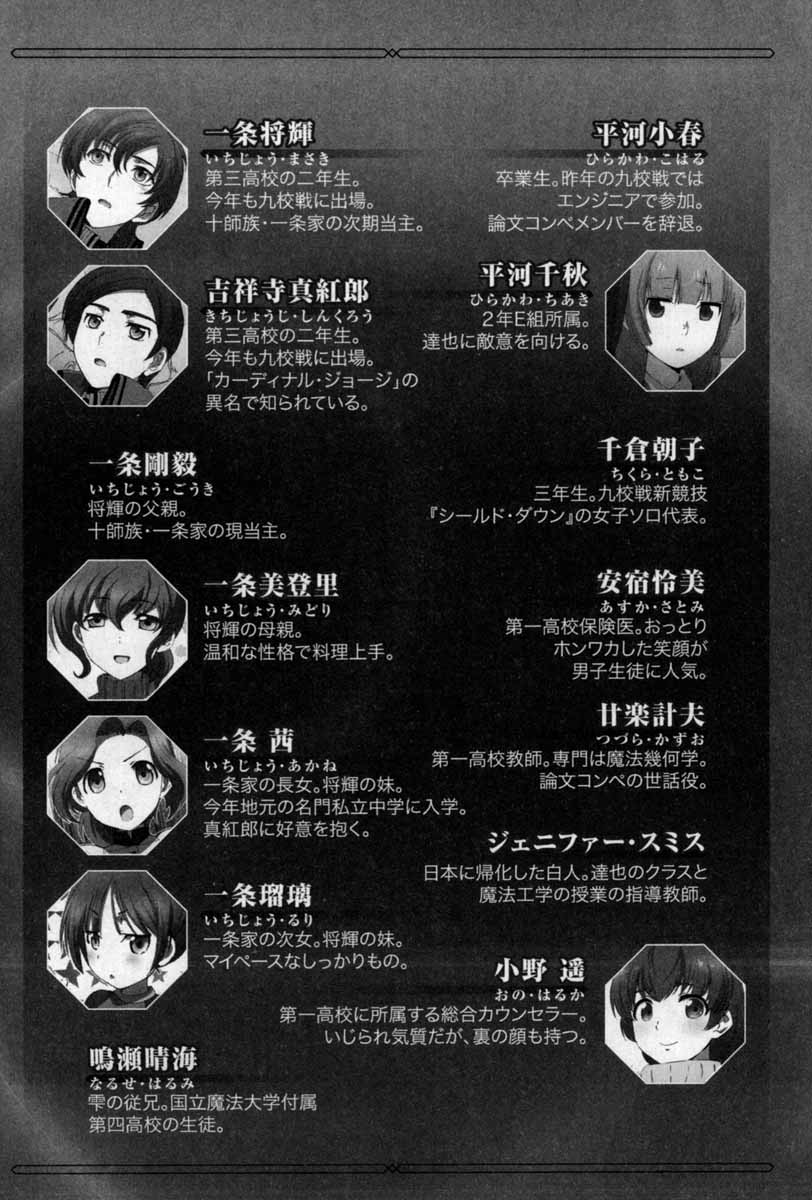 平河小春
ひらかわ・こはる
卒業生。昨年の九校戦では
エンジニアで参加。
論文コンペメンバーを辞退。
平河千秋
ひらかわ・ちあき
2年E組所属。
達也に敵意を向ける。
千倉朝子
ちくら・ともこ
三年生。九校戦新競技
『シールド・ダウン』の女子ソロ代表。
安宿怜美
あすか・さとみ
第一高校保険医。おっとり
ホンワカした笑顔が
男子生徒に人気。
廿楽計夫
つづら・かずお
第一高校教師。専門は魔法幾何学。
論文コンペの世話役。
ジェニファー・スミス
日本に帰化した白人。達也のクラスと
魔法工学の授業の指導教師。
小野 遥
おの・はるか
第一高校に所属する総合カウンセラー。
いじられ気質だが、裏の顔も持つ。
一条将輝
いちじょう・まさき
第三高校の二年生。
今年も九校戦に出場。
十師族・一条家の次期当主。
吉祥寺真紅郎
きちじょうじ・しんくろう
第三高校の二年生。
今年も九校戦に出場。
「カーディナル・ジョージ」の
異名で知られている。
一条剛毅
いちじょう・ごうき
将輝の父親。
十師族・一条家の現当主。
一条美登里
いちじょう・みどり
将輝の母親。
温和な性格で料理上手。
一条 茜
いちじょう・あかね
一条家の長女。将輝の妹。
今年地元の名門私立中学に入学。
真紅郎に好意を抱く。
一条瑠璃
いちじょう・るり
一条家の次女。将輝の妹。
マイペースなしっかりもの。
鳴瀬晴海
なるせ・はるみ
雫の従兄。国立魔法大学付属
第四高校の生徒。